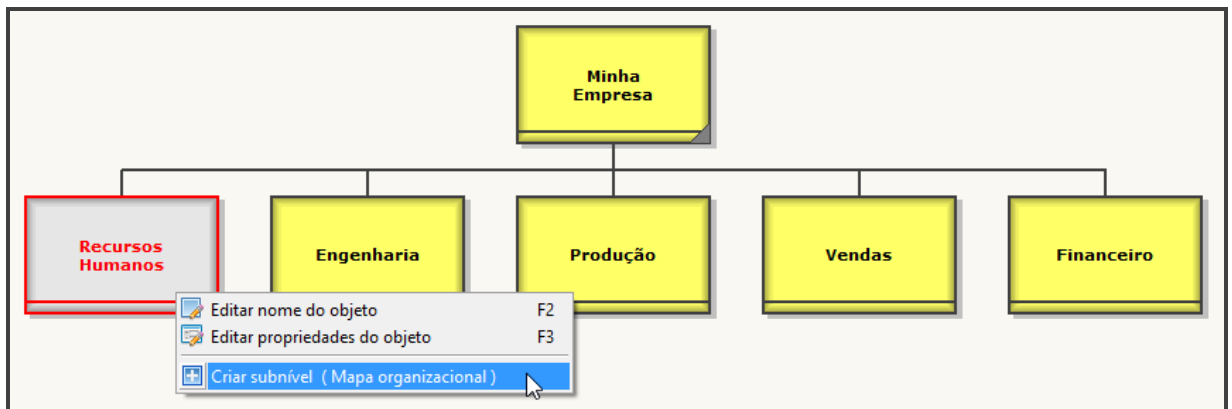 Minha
Empresa
Recursos
Humanos
Engenharia
Produção
Vendas
Financeiro
Editar nome do objeto F2
Editar propriedades do objeto F3
Criar subnível ( Mapa organizacional )